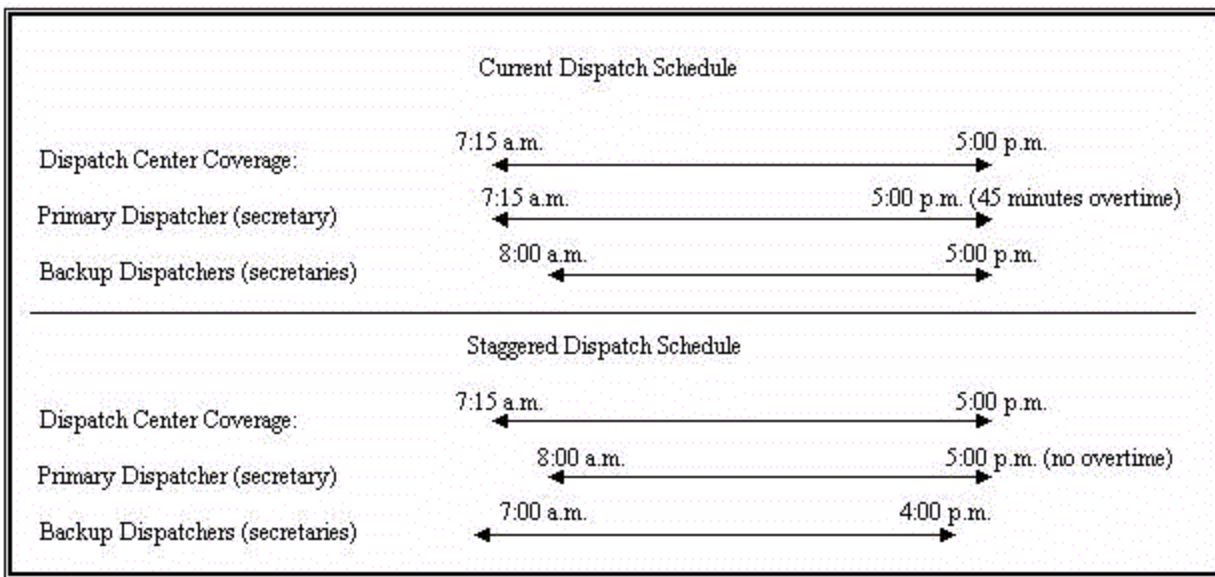 Current Dispatch Schedule
7:15 a.m. 5:00 p.m.
Dispatch Center Coverage:
7:15 a.m. 5:00 p.m. (45 minutes overtime)
Primary Dispatcher (secretary)
8:00 a.m. 5:00 p.m.
Backup Dispatchers (secretaries)
Staggered Dispatch Schedule
7:15 a.m. 5:00 p.m.
Dispatch Center Coverage:
8:00 a.m. 5:00 p.m. (no overtime)
Primary Dispatcher (secretary)
7:00 a.m. 4:00 p.m.
Backup Dispatchers (secretaries)